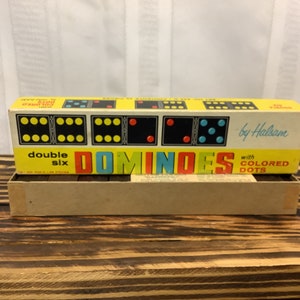 by Halsam
double
six
DOMINOES
with
COLORED
DOTS